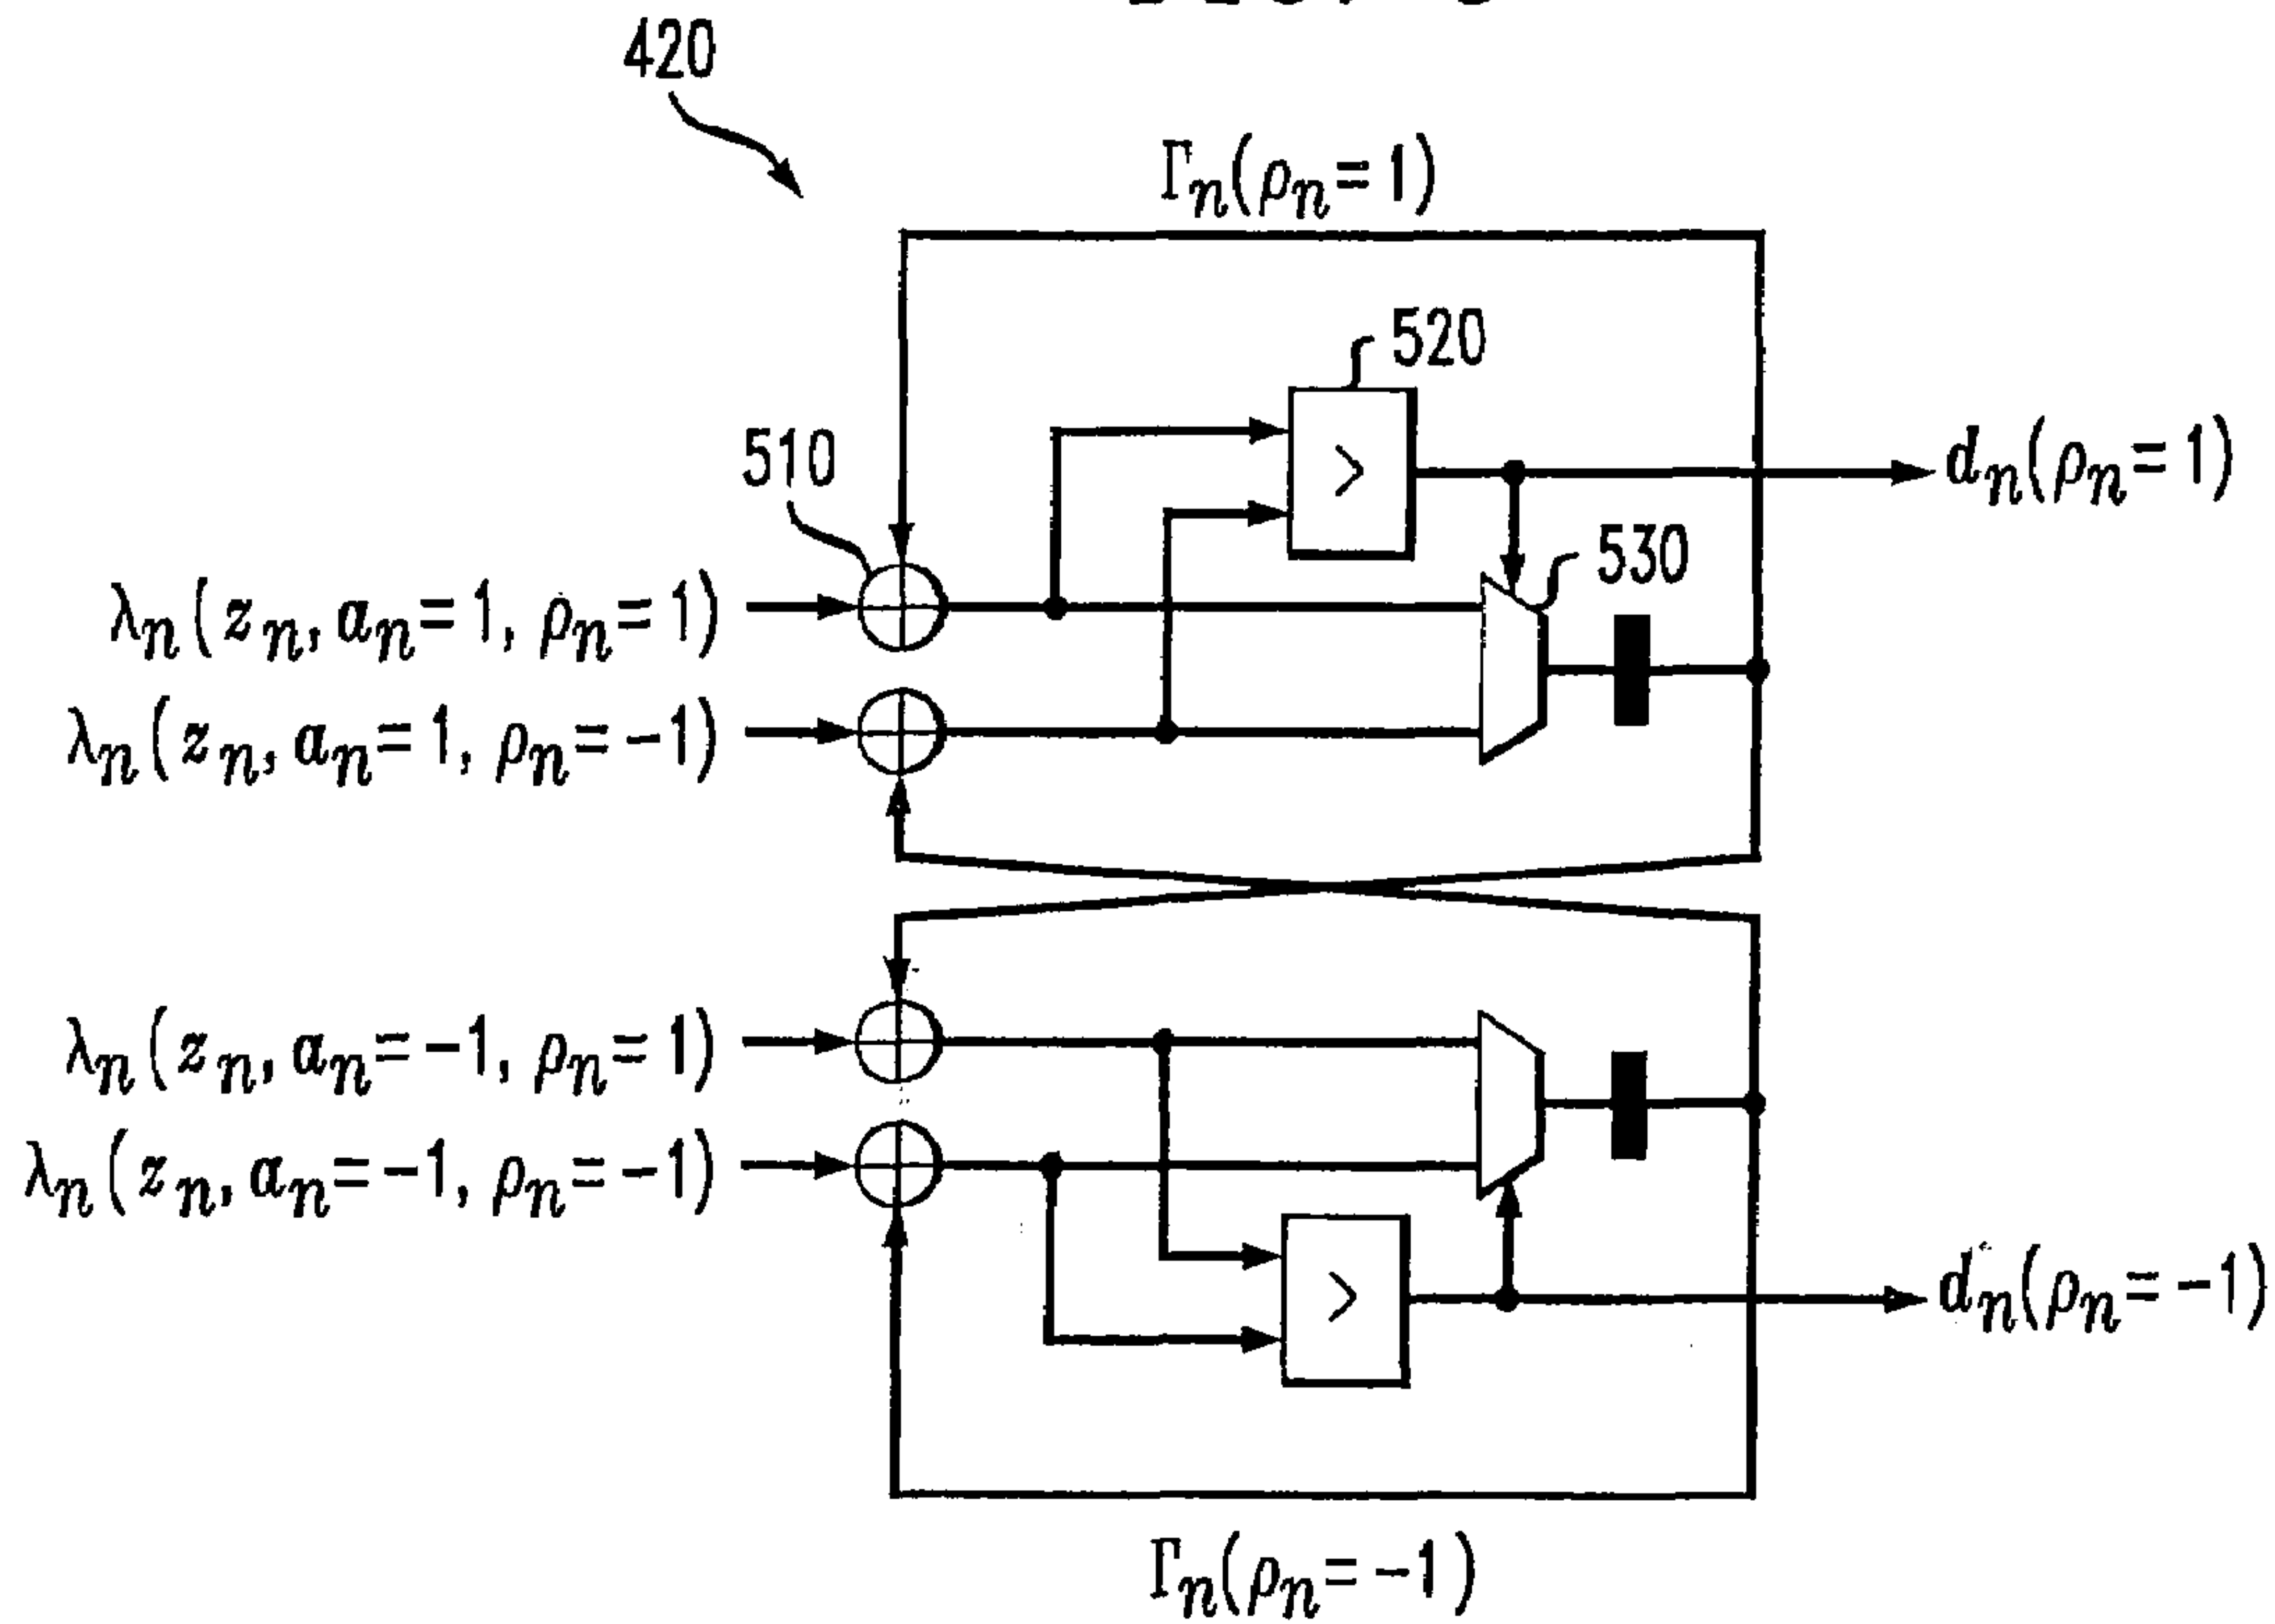 420
Γn(ρn=1)
520
510
dn(ρn=1)
530
λn(zn, an=1, ρn=1)
λn(zn, an=1, ρn=-1)
>
λn(zn, an=-1, ρn=1)
λn(zn, an=-1, ρn=-1)
>
dn(ρn=-1)
Γn(ρn=-1)